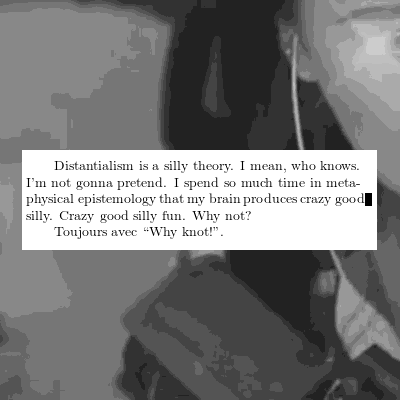 Distantialism is a silly theory. I mean, who knows.
I'm not gonna pretend. I spend so much time in meta-
physical epistemology that my brain produces crazy good
silly. Crazy good silly fun. Why not?
Toujours avec “Why knot!”.